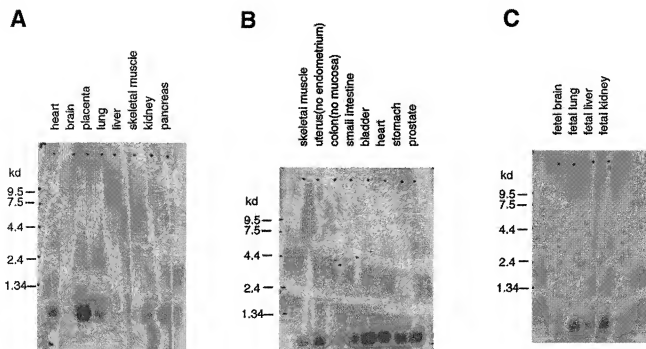 A
B
C
heart
brain
placenta
lung
liver
skeletal muscle
kidney
pancreas
kd
9.5
7.5
4.4
2.4
1.34
skeletal muscle
uterus(no endometrium)
colon(no mucosa)
small intestine
bladder
heart
stomach
prostate
kd
9.5
7.5
4.4
2.4
1.34
fetel brain
fetal lung
fetal liver
fetal kidney
kd
9.5
7.5
4.4
2.4
1.34